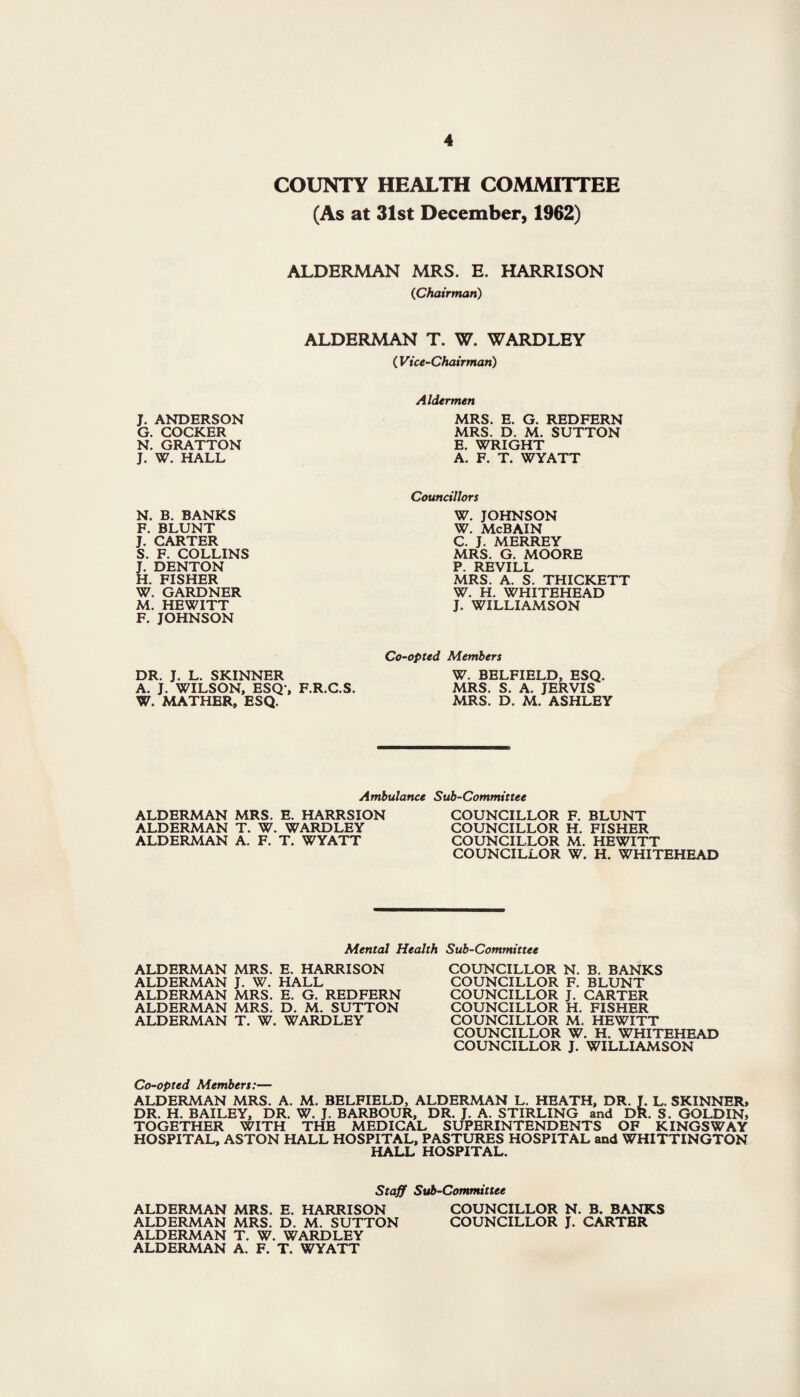 4
COUNTY HEALTH COMMITTEE
(As at 31st December, 1962)
ALDERMAN MRS. E. HARRISON
(Chairman)
ALDERMAN T. W. WARDLEY
(Vice-Chairman)
Aldermen
J. ANDERSON
G. COCKER
N. GRATTON
J. W. HALL
MRS. E. G. REDFERN
MRS. D. M. SUTTON
E. WRIGHT
A. F. T. WYATT
Councillors
N. B. BANKS
F. BLUNT
J. CARTER
S. F. COLLINS
J. DENTON
H. FISHER
W. GARDNER
M. HEWITT
F. JOHNSON
W. JOHNSON
W. McBAIN
C. J. MERREY
MRS. G. MOORE
P. REVILL
MRS. A. S. THICKETT
W. H. WHITEHEAD
J. WILLIAMSON
Co-opted Members
DR. J. L. SKINNER
A. J. WILSON, ESQ·, F.R.C.S.
W. MATHER, ESQ.
W. BELFIELD, ESQ.
MRS. S. A. JERVIS
MRS. D. M. ASHLEY
Ambulance Sub-Committee
ALDERMAN MRS. E. HARRSION
ALDERMAN T. W. WARDLEY
ALDERMAN A. F. T. WYATT
COUNCILLOR F. BLUNT
COUNCILLOR H. FISHER
COUNCILLOR M. HEWITT
COUNCILLOR W. H. WHITEHEAD
Mental Health Sub-Committee
ALDERMAN MRS. E. HARRISON
ALDERMAN J. W. HALL
ALDERMAN MRS. E. G. REDFERN
ALDERMAN MRS. D. M. SUTTON
ALDERMAN T. W. WARDLEY
COUNCILLOR N. B. BANKS
COUNCILLOR F. BLUNT
COUNCILLOR J. CARTER
COUNCILLOR H. FISHER
COUNCILLOR M. HEWITT
COUNCILLOR W. H. WHITEHEAD
COUNCILLOR J. WILLIAMSON
Co-opted Members:—
ALDERMAN MRS. A. M. BELFIELD, ALDERMAN L. HEATH, DR. J. L. SKINNER,
DR. H. BAILEY, DR. W. J. BARBOUR, DR. J. A. STIRLING and DR. S. GOLDIN,
TOGETHER WITH THE MEDICAL SUPERINTENDENTS OF KINGSWAY
HOSPITAL, ASTON HALL HOSPITAL, PASTURES HOSPITAL and WHITTINGTON
HALL HOSPITAL.
Staff Sub-Committee
ALDERMAN MRS. E. HARRISON
ALDERMAN MRS. D. M. SUTTON
ALDERMAN T. W. WARDLEY
ALDERMAN A. F. T. WYATT
COUNCILLOR N. B. BANKS
COUNCILLOR J. CARTER